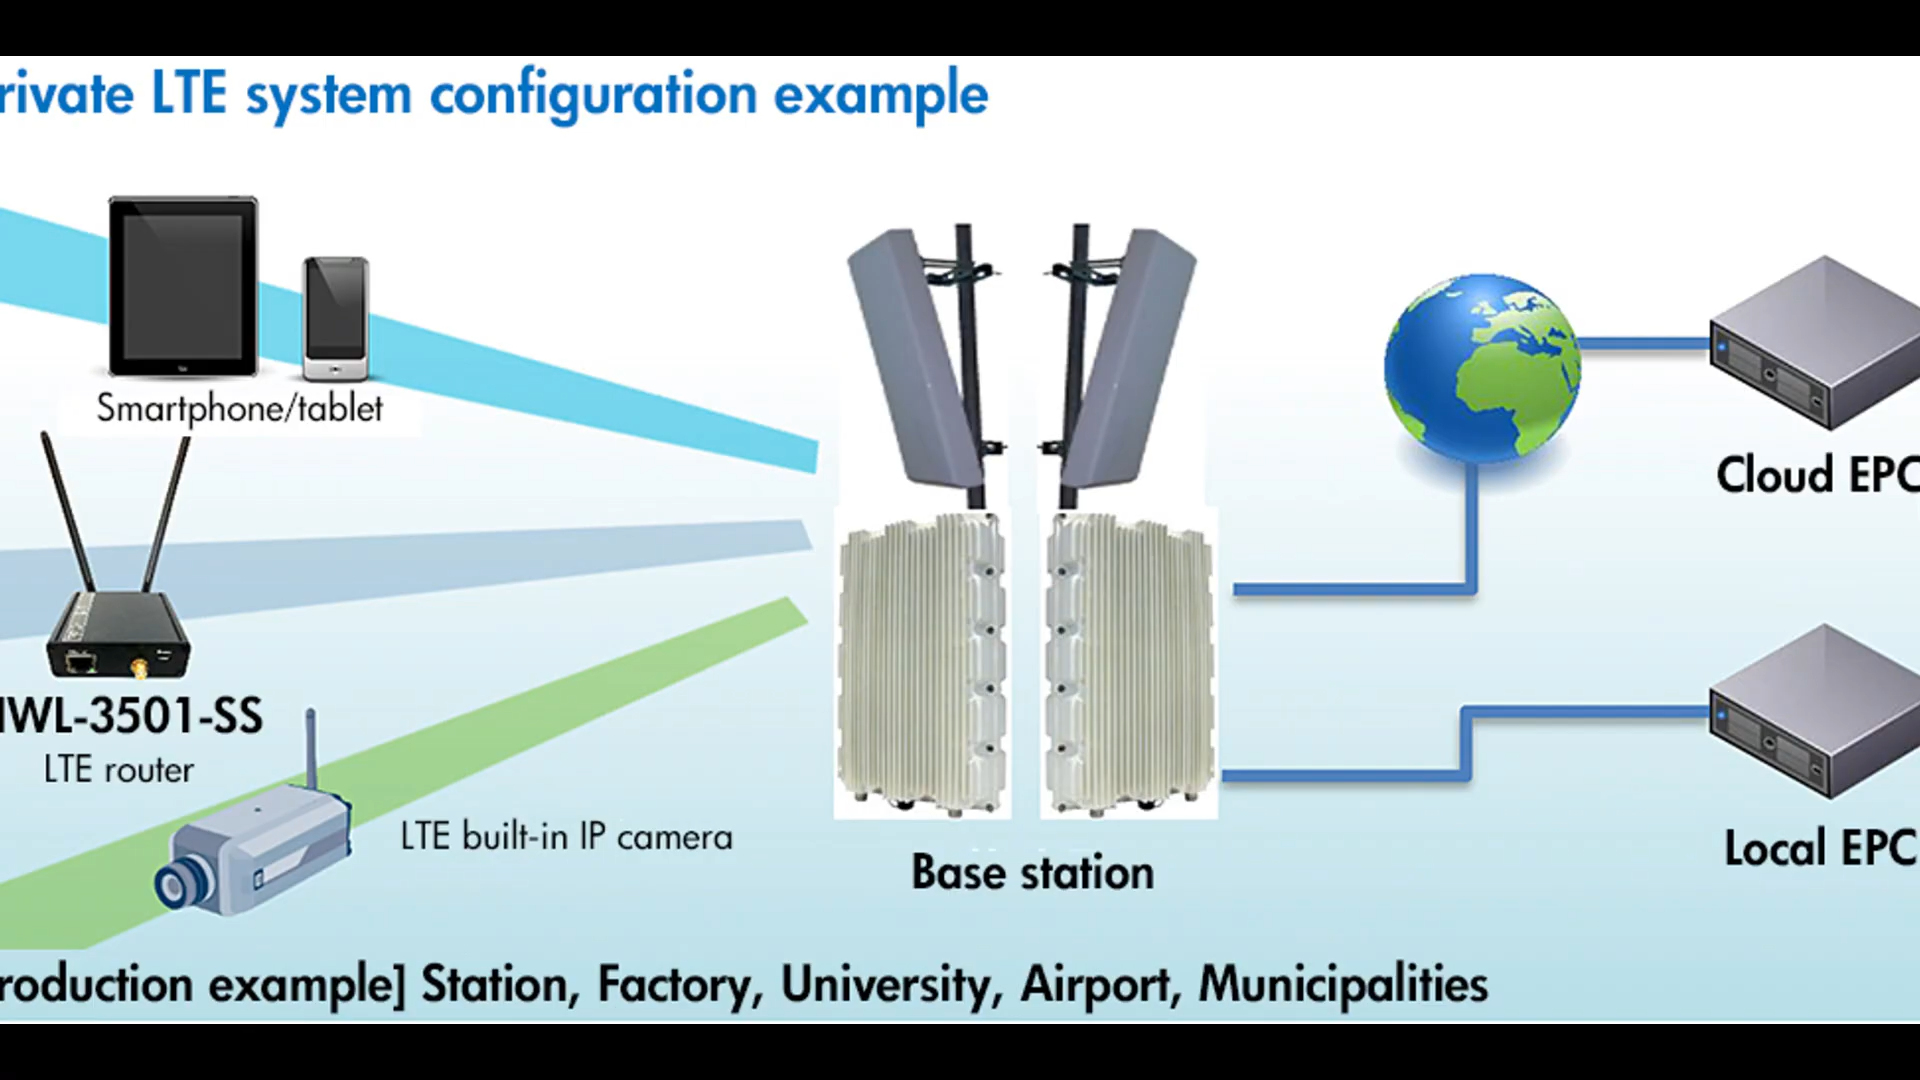 rivate LTE system configuration example
Smartphone/tablet
WL-3501-SS
LTE router
LTE built-in IP camera
Base station
Cloud EPC
Local EPC
roduction example] Station, Factory, University, Airport, Municipalities